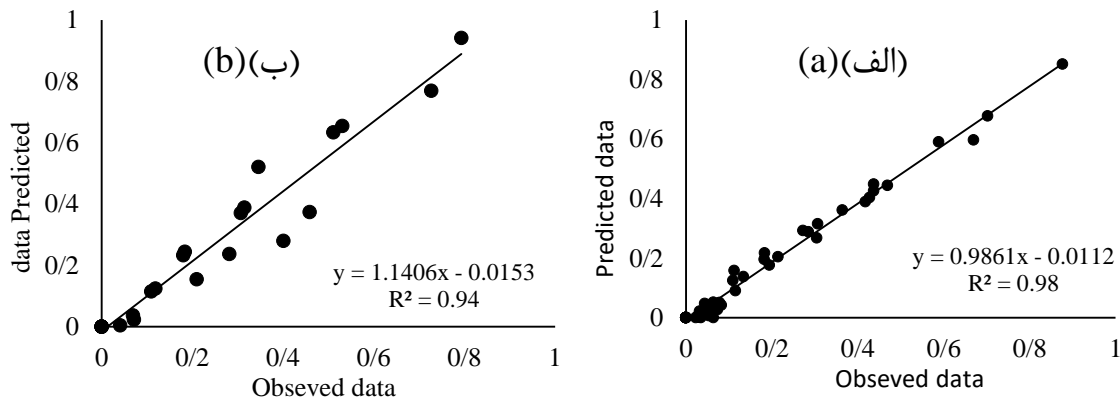 (b)(ب)
data Predicted
1
0/8
0/6
0/4
0/2
0
y = 1.1406x - 0.0153
R² = 0.94
0 0/2 0/4 0/6 0/8 1
Obseved data
(a)(الف)
Predicted data
1
0/8
0/6
0/4
0/2
0
y = 0.9861x - 0.0112
R² = 0.98
0 0/2 0/4 0/6 0/8 1
Obseved data